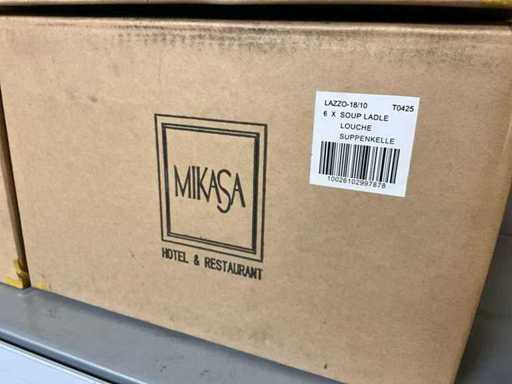 LAZZO-18/10 T0425
6 X SOUP LADLE
LOUCHE
SUPPENKELLE
10026102997878
MIKASA
HOTEL & RESTAURANT